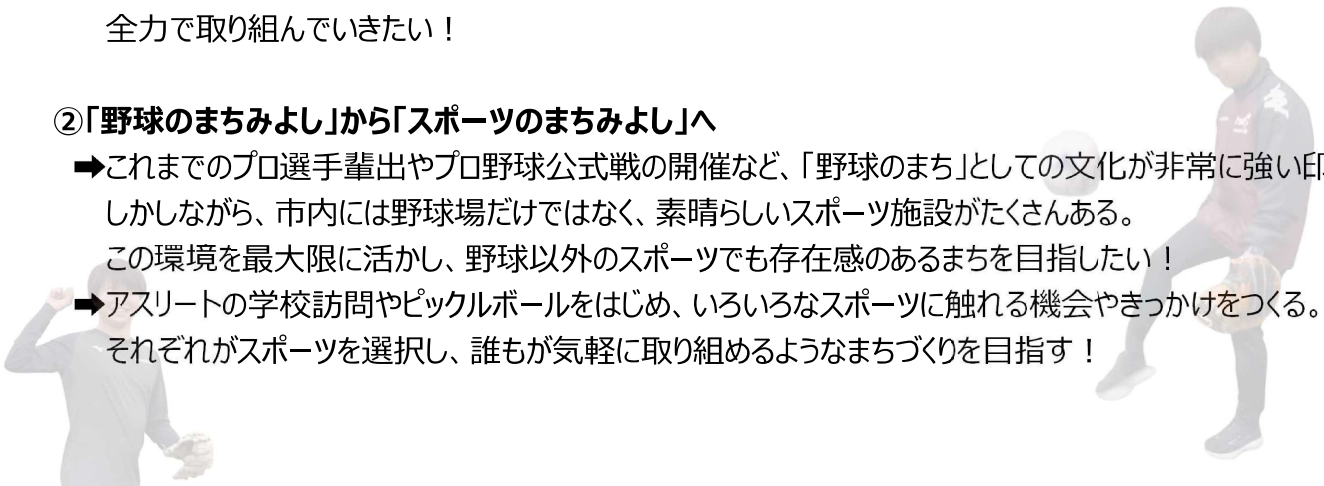 全力で取り組んでいきたい！
②「野球のまちみよし」から「スポーツのまちみよし」へ
➡これまでのプロ選手輩出やプロ野球公式戦の開催など、「野球のまち」としての文化が非常に強い印
しかしながら、市内には野球場だけではなく、素晴らしいスポーツ施設がたくさんある。
この環境を最大限に活かし、野球以外のスポーツでも存在感のあるまちを目指したい！
➡アスリートの学校訪問やピックルボールをはじめ、いろいろなスポーツに触れる機会やきっかけをつくる。
それぞれがスポーツを選択し、誰もが気軽に取り組めるようなまちづくりを目指す！